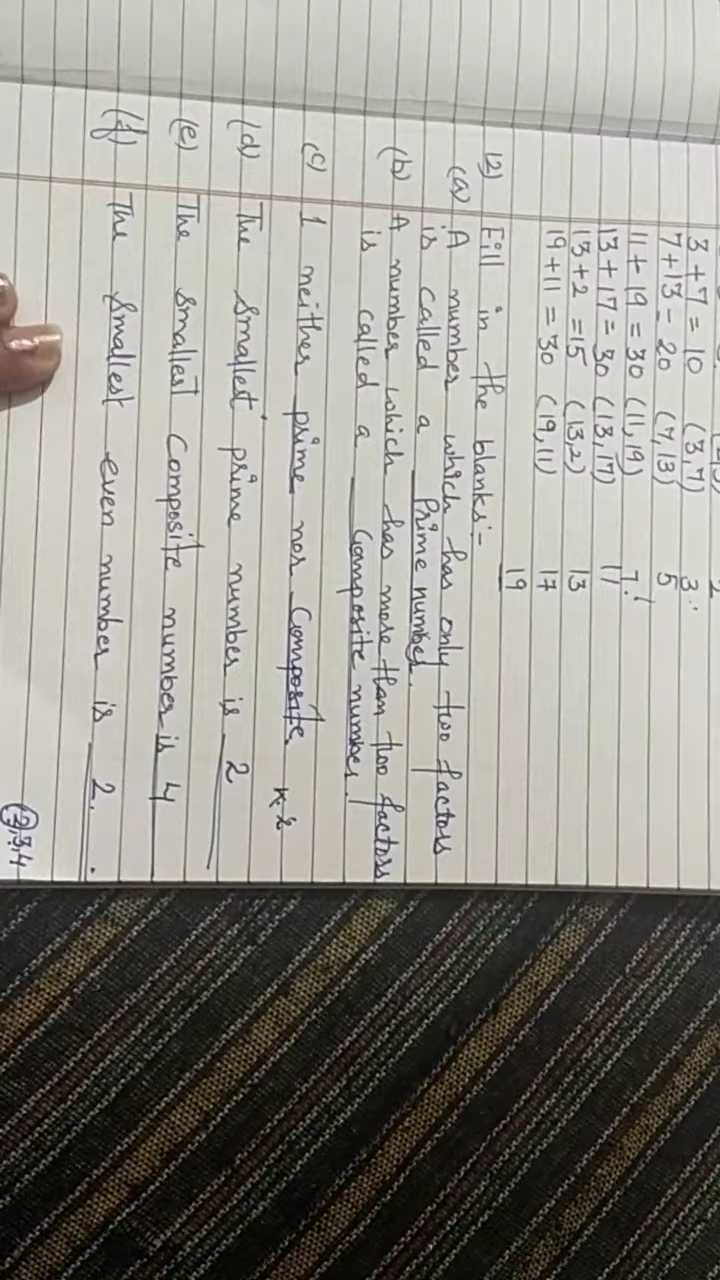 3 + 7 = 10 (3,7) 3
7 + 13 - 20 (7,13) 5
11 + 19 = 30 (11,19) 7
13 + 17 = 30 (13,17) 11
13 + 2 = 15 (13,2) 13
19 + 11 = 30 (19,11) 17
19
12) Fill in the blanks:-
(a) A number which has only two factors
is called a Prime number.
(b) A number which has more than two factors
is called a Composite number.
(c) 1 neither prime nor Composite.
(d) The smallest prime number is 2
(e) The smallest Composite number is 4
(f) The smallest even number is 2.
2,3,4